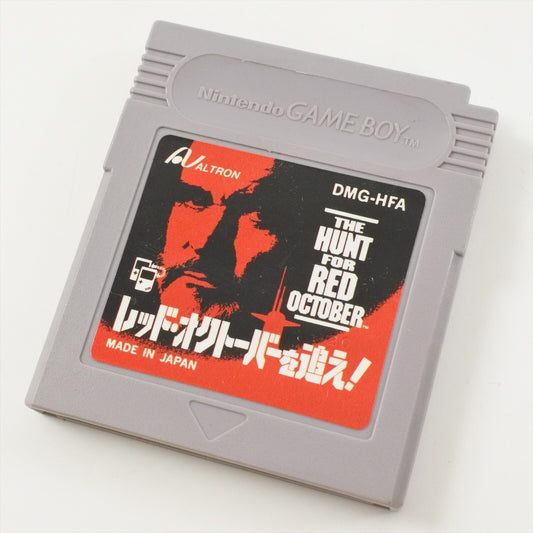 Nintendo GAME BOY TM
ALTRON
DMG-HFA
THE
HUNT
FOR
RED
OCTOBER TM
レッド・オクトーバーを追え!
MADE IN JAPAN